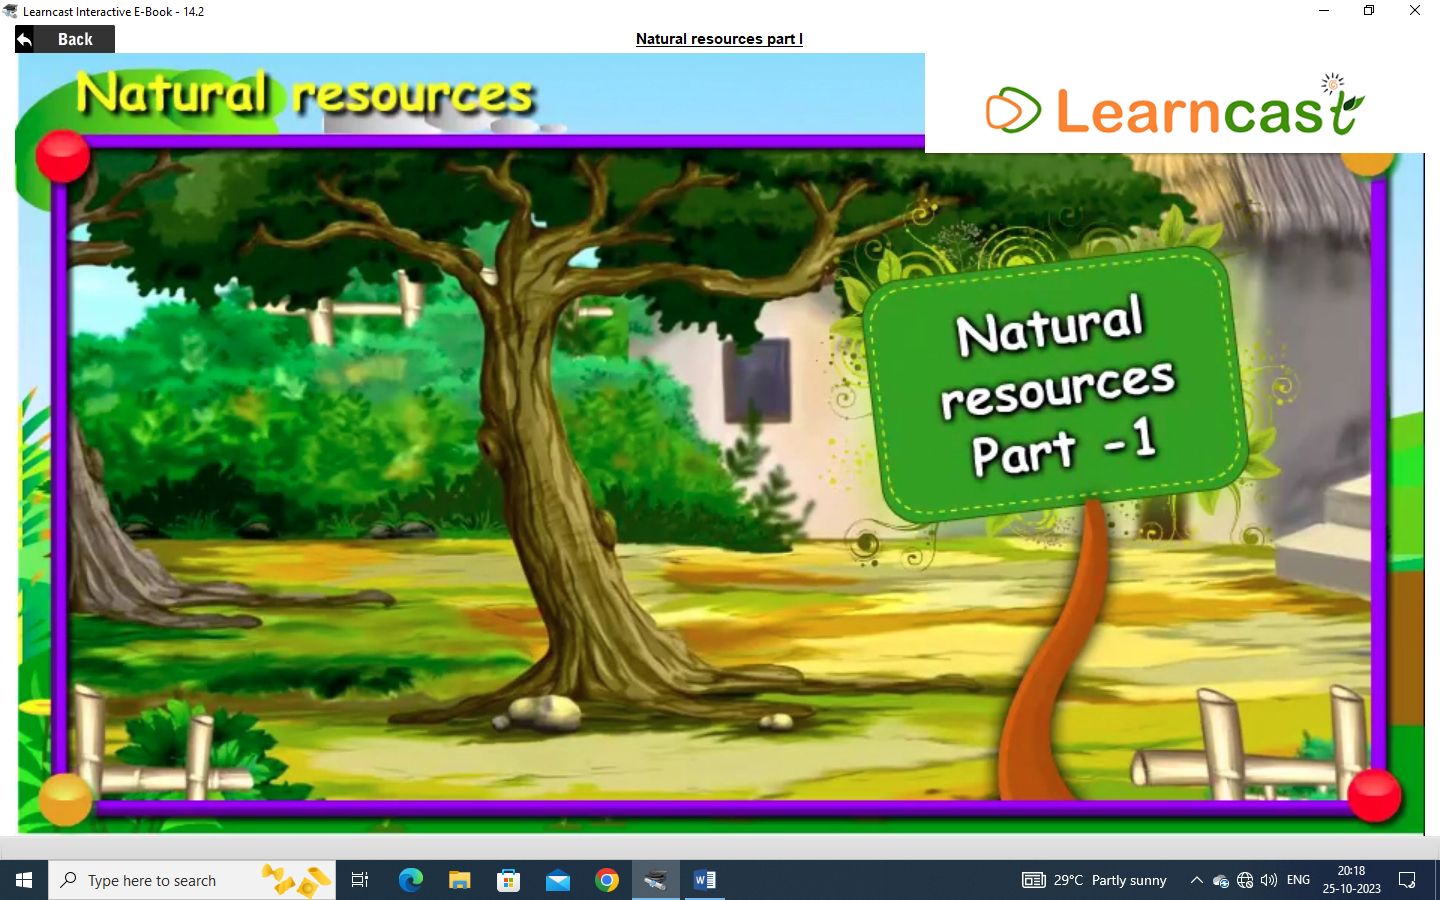 Learncast Interactive E-Book - 14.2
Back
Natural resources part I
Natural resources
Learncast
Natural
resources
Part -1
Type here to search
29°C Partly sunny
ENG
20:18
25-10-2023